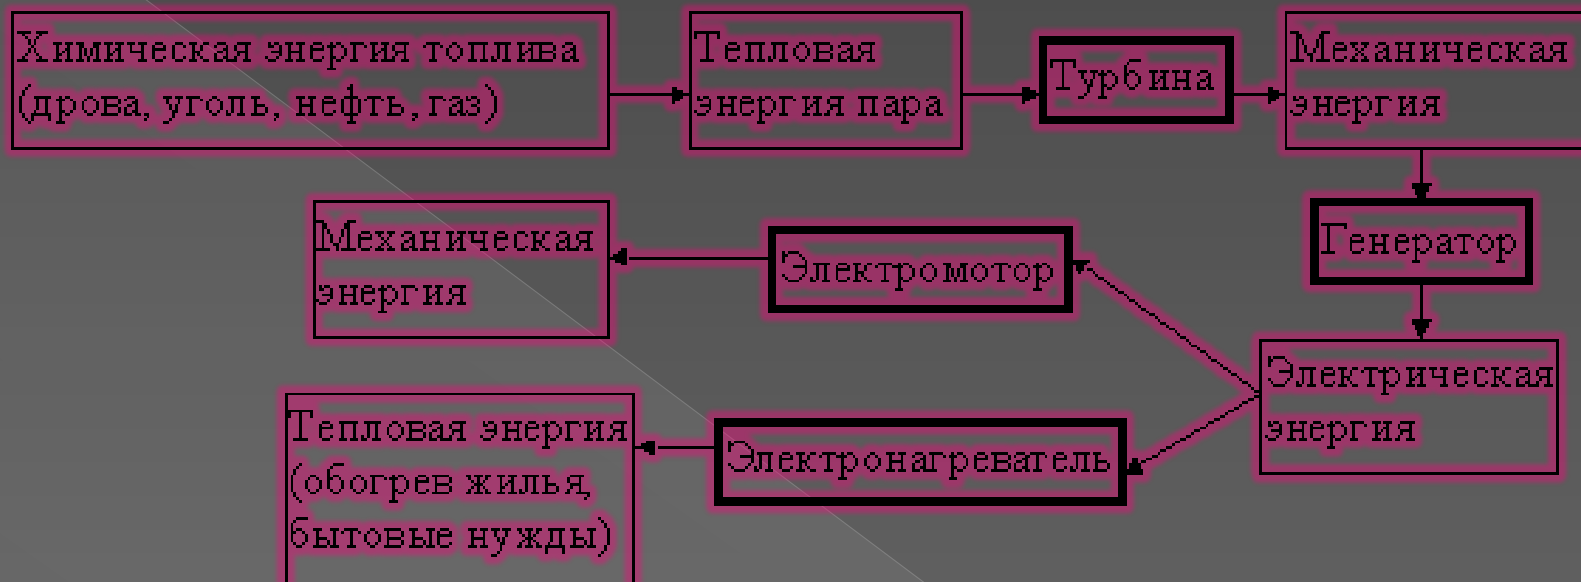 Химическая энергия топлива
(дрова, уголь, нефть, газ)
Тепловая
энергия пара
Турбина
Механическая
энергия
Генератор
Электрическая
энергия
Электромотор
Механическая
энергия
Электронагреватель
Тепловая энергия
(обогрев жилья,
бытовые нужды)